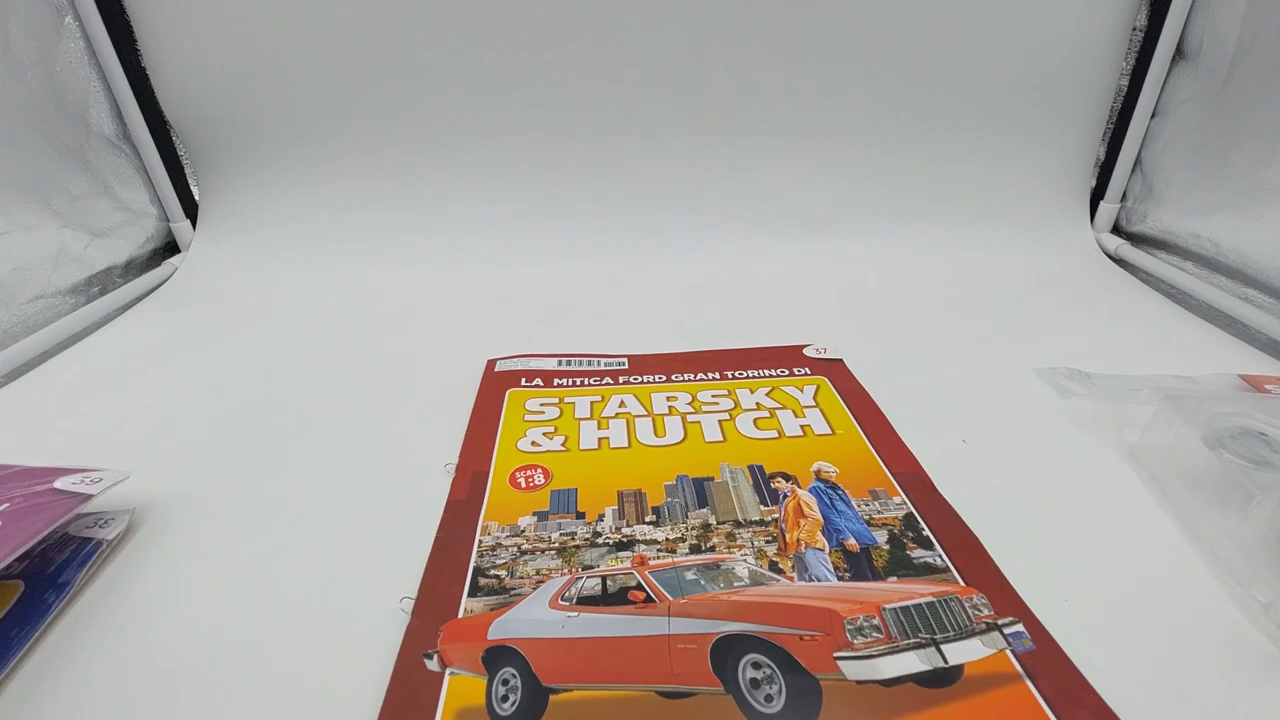 37
LA MITICA FORD GRAN TORINO DI
STARSKY
& HUTCH
SCALA
1:8
39
38